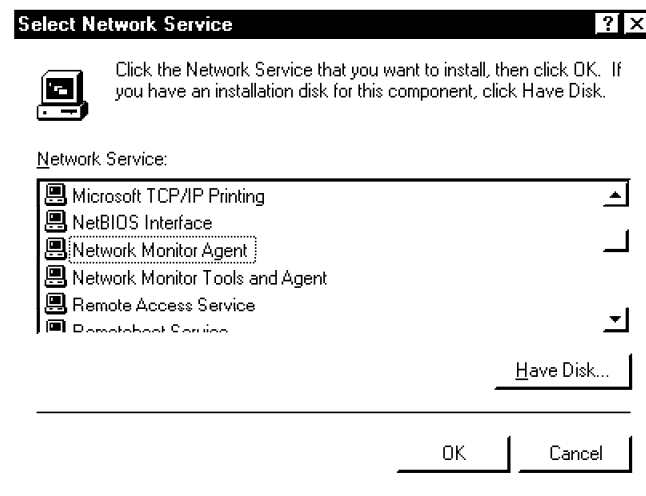 Select Network Service
Click the Network Service that you want to install, then click OK. If
you have an installation disk for this component, click Have Disk.
Network Service:
Microsoft TCP/IP Printing
NetBIOS Interface
Network Monitor Agent
Network Monitor Tools and Agent
Remote Access Service
Remoteboot Service
Have Disk...
OK Cancel